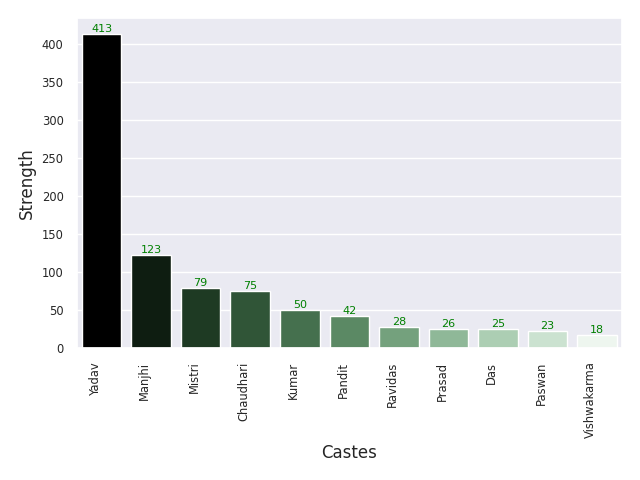 413
400
350
300
250
200
150
100
50
0
Strength
123
79
75
50
42
28
26
25
23
18
Yadav
Manjhi
Mistri
Chaudhari
Kumar
Pandit
Ravidas
Prasad
Das
Paswan
Vishwakarma
Castes